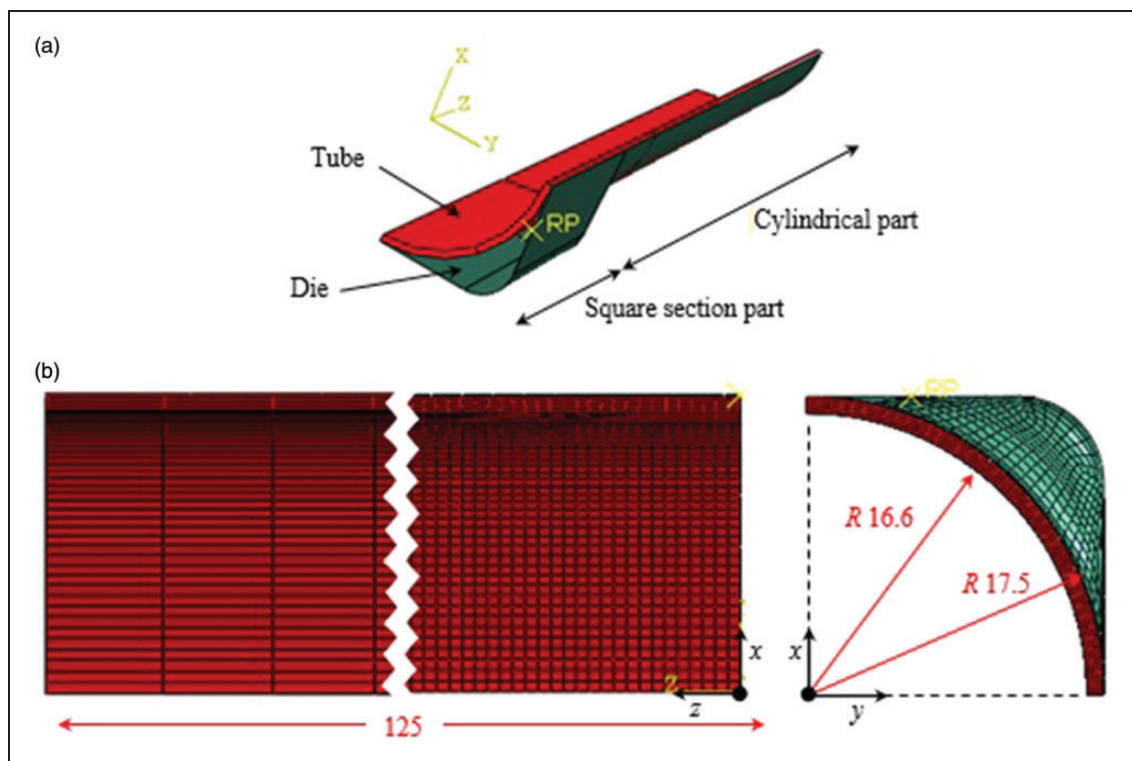 (a)
X
Z
Y
Tube
RP
Cylindrical part
Die
Square section part
(b)
RP
R 16.6
R 17.5
x
z
z
x
y
125